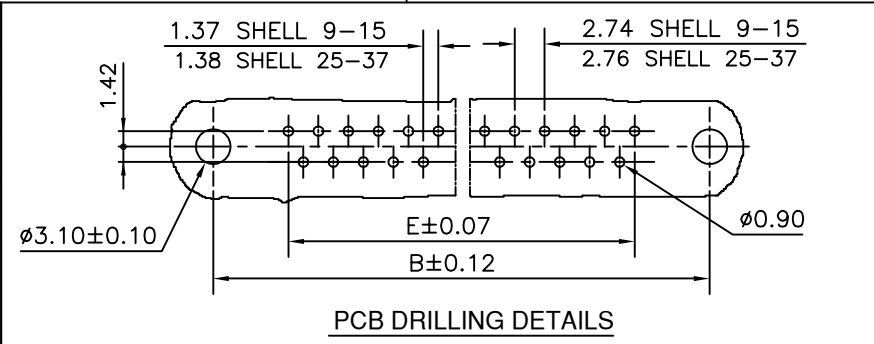 1.37 SHELL 9-15
1.38 SHELL 25-37
2.74 SHELL 9-15
2.76 SHELL 25-37
1.42
ø3.10±0.10
E±0.07
ø0.90
B±0.12
PCB DRILLING DETAILS